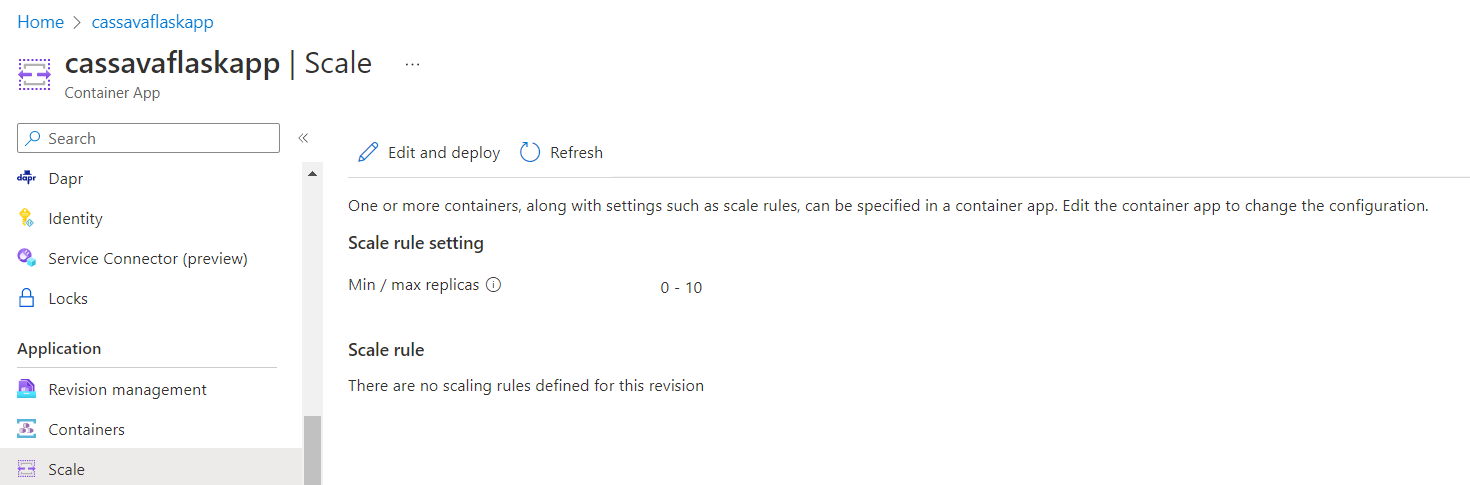 Home > cassavaflaskapp
cassavaflaskapp | Scale ...
Container App
Search «
dapr Dapr
Identity
Service Connector (preview)
Locks
Application
Revision management
Containers
Scale
Edit and deploy Refresh
One or more containers, along with settings such as scale rules, can be specified in a container app. Edit the container app to change the configuration.
Scale rule setting
Min / max replicas 0 - 10
Scale rule
There are no scaling rules defined for this revision